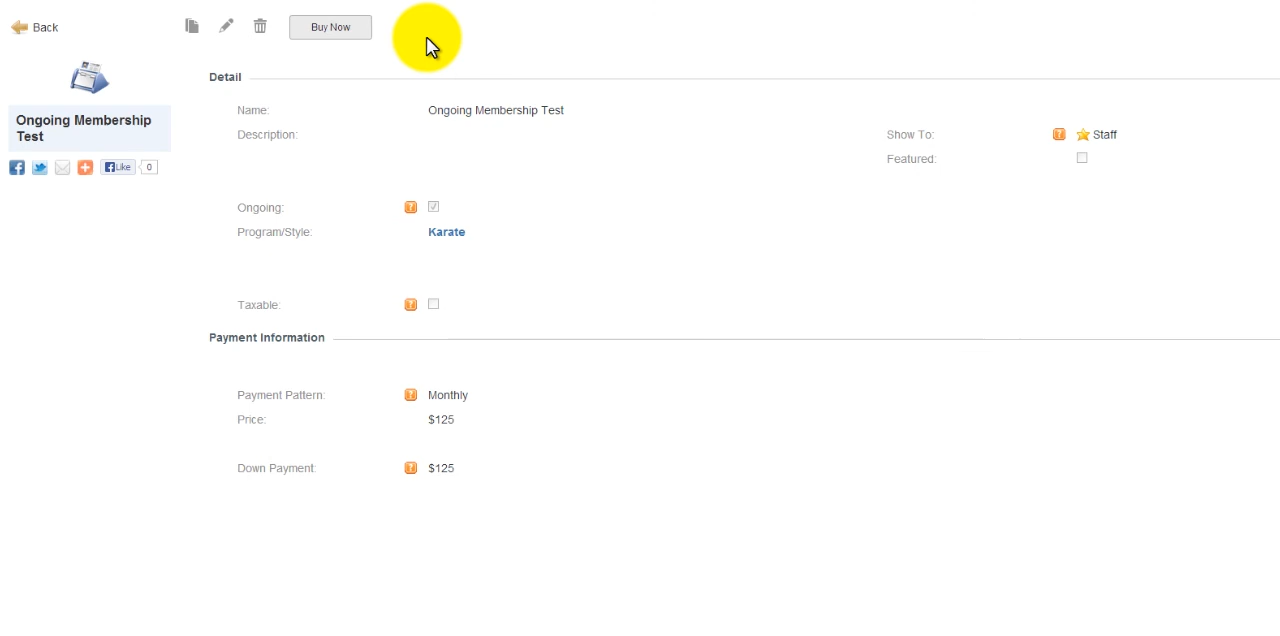 Back
Buy Now
Ongoing Membership
Test
Like 0
Detail
Name: Ongoing Membership Test
Description:
Show To: ? Staff
Featured:
Ongoing: ?
Program/Style: Karate
Taxable: ?
Payment Information
Payment Pattern: ? Monthly
Price: $125
Down Payment: ? $125